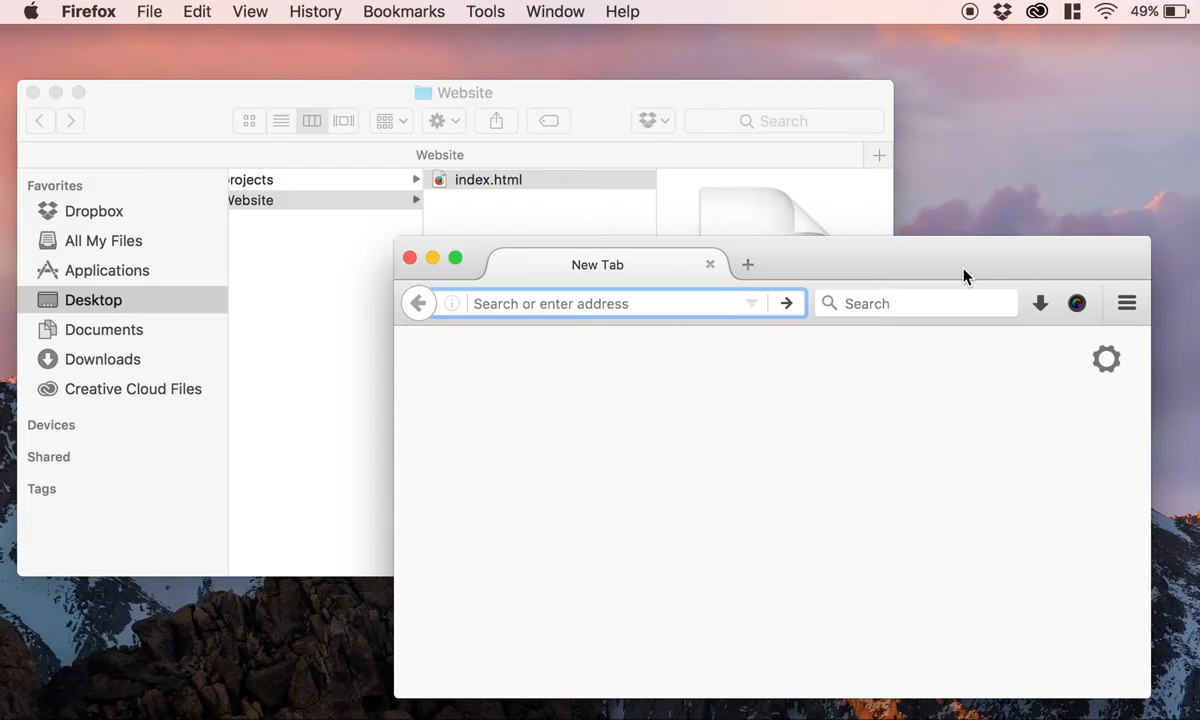 Firefox File Edit View History Bookmarks Tools Window Help 49%
Website
Search
Website
Favorites
Dropbox
All My Files
Applications
Desktop
Documents
Downloads
Creative Cloud Files
Devices
Shared
Tags
rojects
Website
index.html
New Tab
Search or enter address
Search